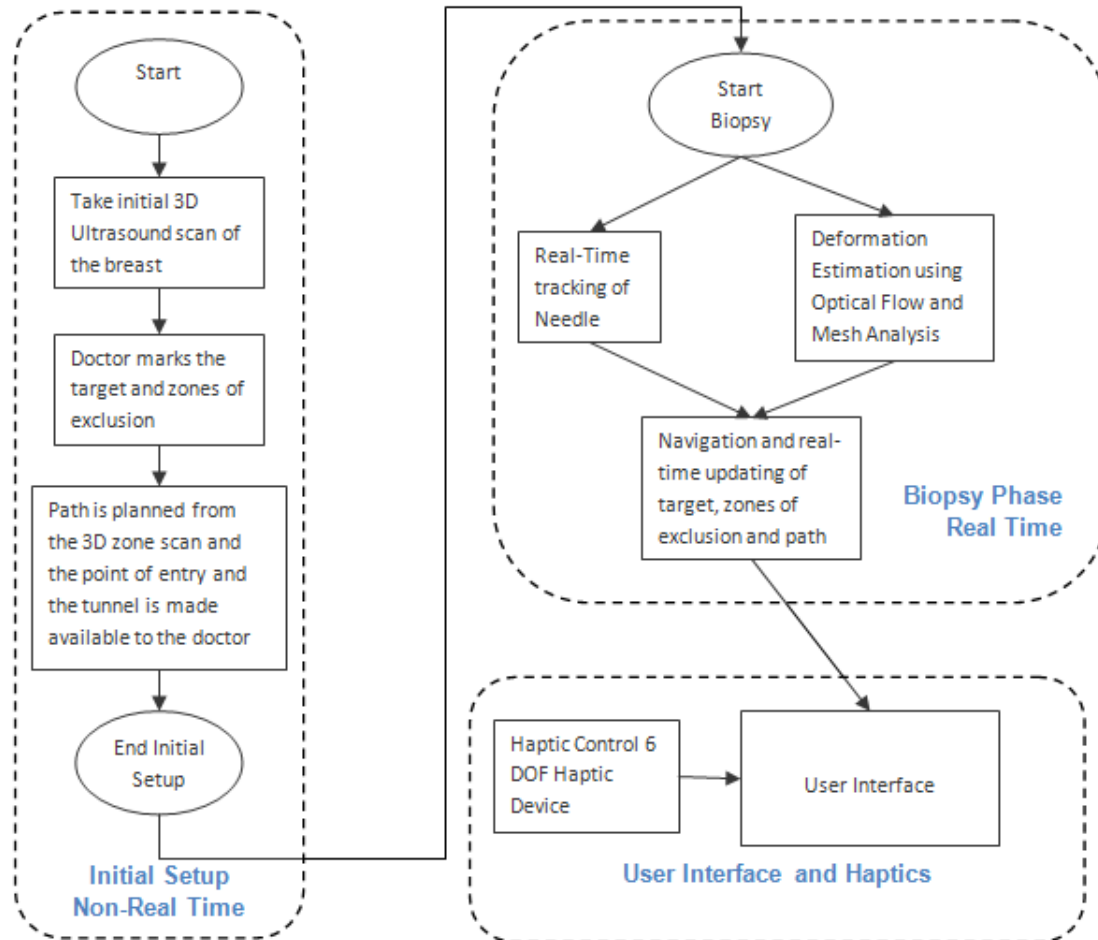 Start
Take initial 3D
Ultrasound scan of
the breast
Doctor marks the
target and zones of
exclusion
Path is planned from
the 3D zone scan and
the point of entry and
the tunnel is made
available to the doctor
End Initial
Setup
Initial Setup
Non-Real Time
Start
Biopsy
Real-Time
tracking of
Needle
Deformation
Estimation using
Optical Flow and
Mesh Analysis
Navigation and real-
time updating of
target, zones of
exclusion and path
Biopsy Phase
Real Time
Haptic Control 6
DOF Haptic
Device
User Interface
User Interface and Haptics